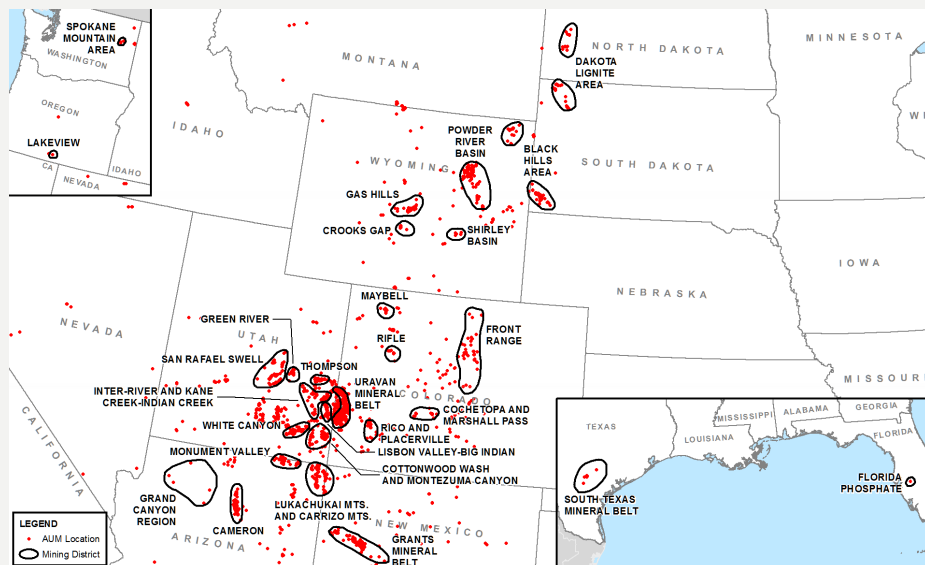 SPOKANE
MOUNTAIN
AREA
WASHINGTON
OREGON
LAKEVIEW
CA
NEVADA
IDAHO
MONTANA
NORTH DAKOTA
MINNESOTA
DAKOTA
LIGNITE
AREA
IDAHO
WYOMING
POWDER
RIVER
BASIN
BLACK
HILLS
AREA
SOUTH DAKOTA
WI
GAS HILLS
CROOKS GAP
SHIRLEY
BASIN
IOWA
NEBRASKA
NEVADA
UTAH
GREEN RIVER
MAYBELL
RIFLE
FRONT
RANGE
SAN RAFAEL SWELL
THOMPSON
URAVAN
MINERAL
BELT
COLORADO
MISSOURI
INTER-RIVER AND KANE
CREEK-INDIAN CREEK
COCHETOPA AND
MARSHALL PASS
WHITE CANYON
RICO AND
PLACERVILLE
LISBON VALLEY-BIG INDIAN
MONUMENT VALLEY
COTTONWOOD WASH
AND MONTEZUMA CANYON
CALIFORNIA
GRAND
CANYON
REGION
CAMERON
LUKACHUKAI MTS.
AND CARRIZO MTS.
ARIZONA
NEW MEXICO
GRANTS
MINERAL
BELT
LEGEND
AUM Location
Mining District
TEXAS
LOUISIANA
MISSISSIPPI
ALABAMA
GEORGIA
FLORIDA
SOUTH TEXAS
MINERAL BELT
FLORIDA
PHOSPHATE